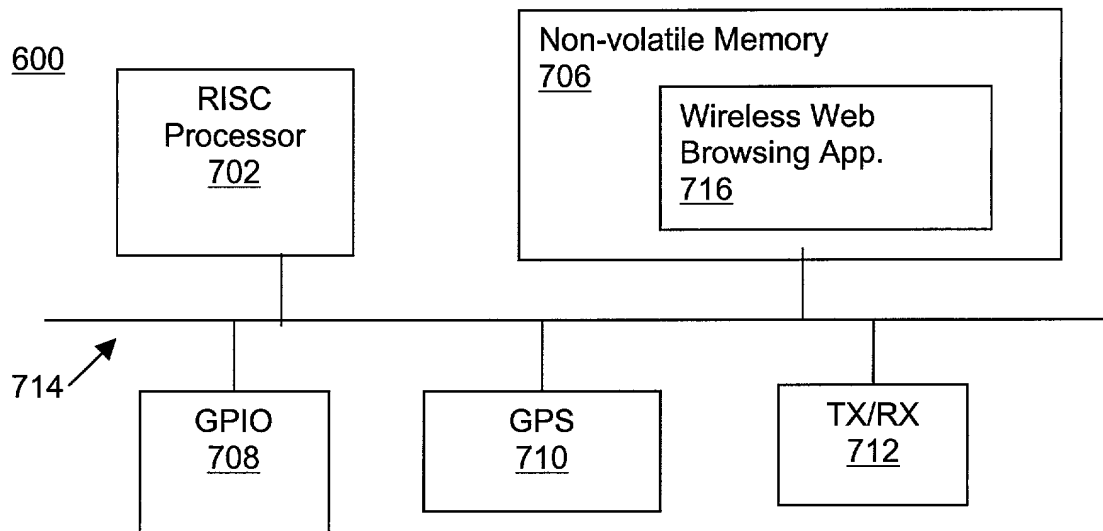 600
RISC
Processor
702
Non-volatile Memory
706
Wireless Web
Browsing App.
716
714
GPIO
708
GPS
710
TX/RX
712